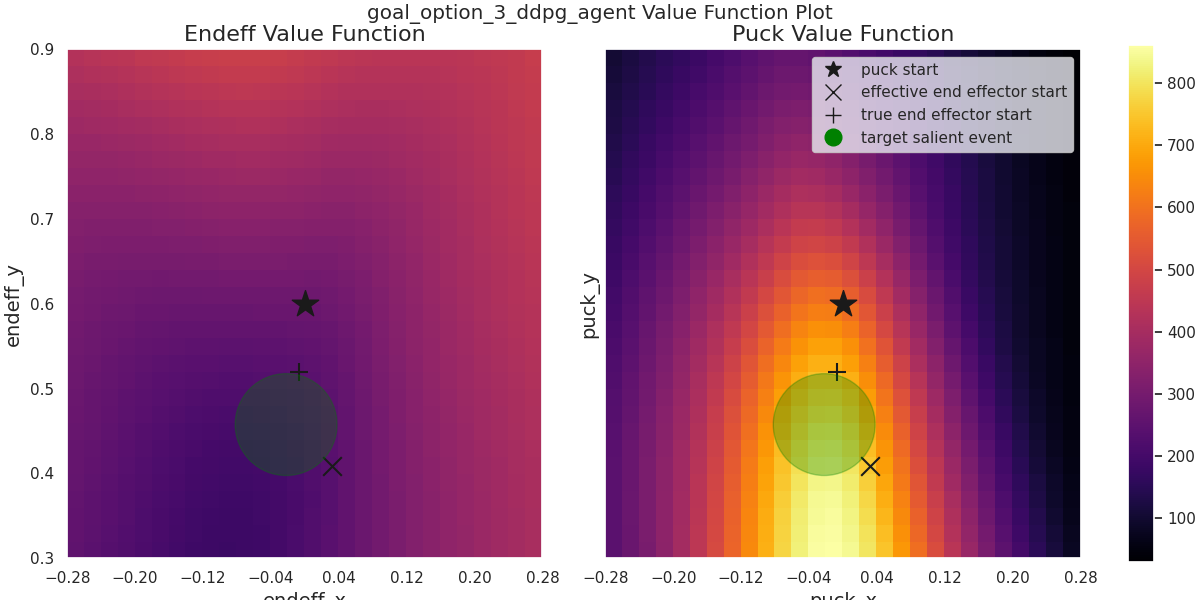 goal_option_3_ddpg_agent Value Function Plot
Endeff Value Function
Puck Value Function
puck start
effective end effector start
true end effector start
target salient event
endeff_y
0.9
0.8
0.7
0.6
0.5
0.4
0.3
−0.28 −0.20 −0.12 −0.04 0.04 0.12 0.20 0.28
endeff_x
puck_y
−0.28 −0.20 −0.12 −0.04 0.04 0.12 0.20 0.28
puck_x
800
700
600
500
400
300
200
100